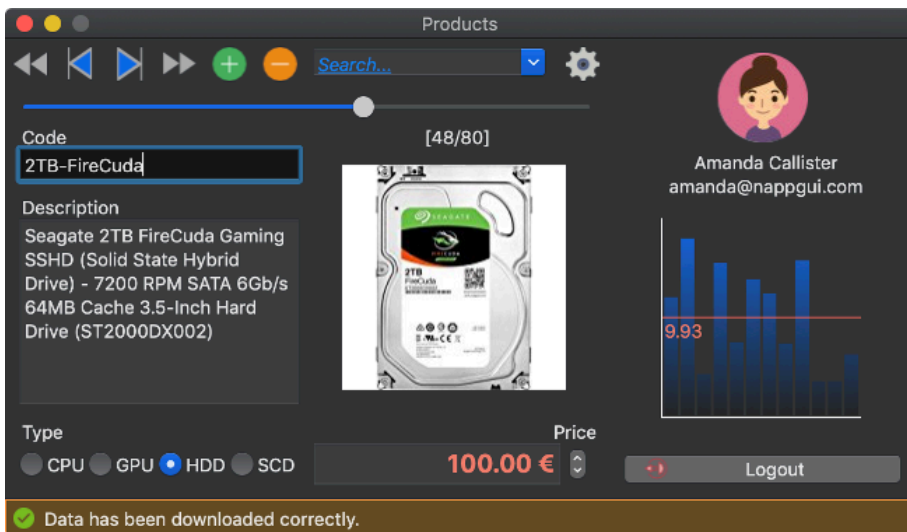 Products
Search...
Code
[48/80]
2TB-FireCuda
Description
Seagate 2TB FireCuda Gaming
SSHD (Solid State Hybrid
Drive) - 7200 RPM SATA 6Gb/s
64MB Cache 3.5-Inch Hard
Drive (ST2000DX002)
SEAGATE
FIRECUDA
2TB
FireCuda
Type
CPU
GPU
HDD
SCD
Price
100.00 €
Amanda Callister
amanda@nappgui.com
9.93
Logout
Data has been downloaded correctly.